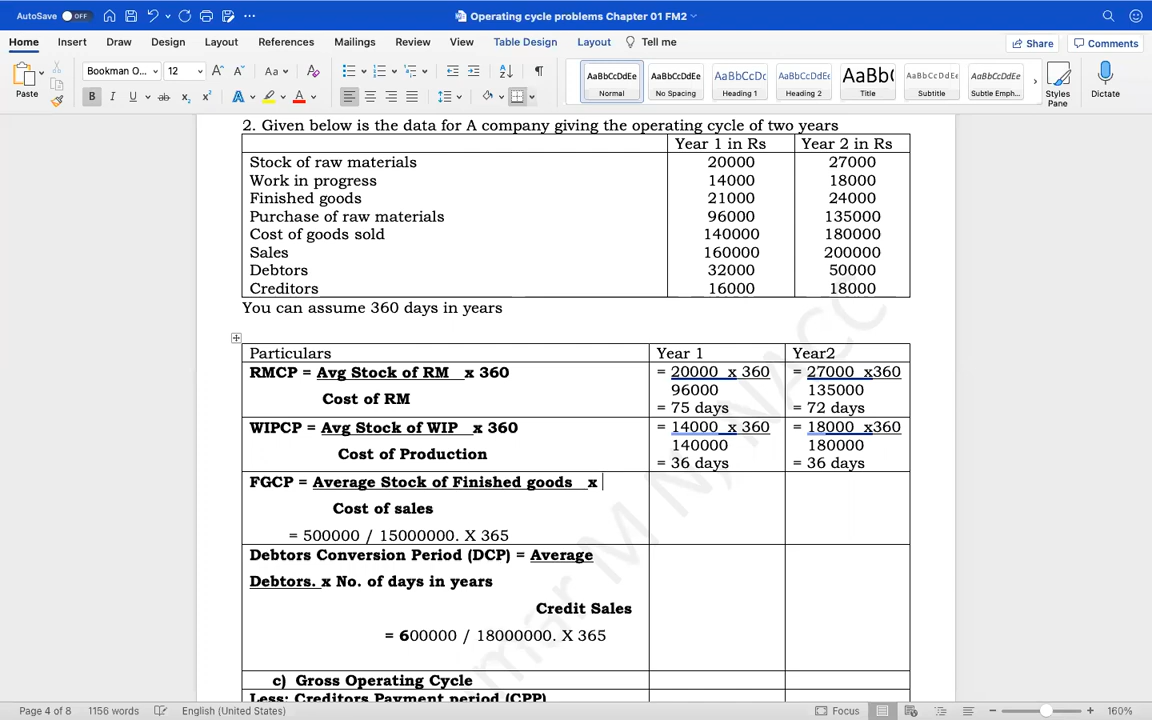 AutoSave OFF
Operating cycle problems Chapter 01 FM2
Home Insert Draw Design Layout References Mailings Review View Table Design Layout Tell me Share Comments
Paste
Bookman O... 12 A^ A Aa A
B I U ab x2 x2 A A
AaBbCcDdEe AaBbCcDdEe AaBbCcDc AaBbCcDdEe AaBb( AaBbCcDdEe AaBbCcDdEe
Normal No Spacing Heading 1 Heading 2 Title Subtitle Subtle Emph...
Styles Pane
Dictate
2. Given below is the data for A company giving the operating cycle of two years
Year 1 in Rs Year 2 in Rs
Stock of raw materials 20000 27000
Work in progress 14000 18000
Finished goods 21000 24000
Purchase of raw materials 96000 135000
Cost of goods sold 140000 180000
Sales 160000 200000
Debtors 32000 50000
Creditors 16000 18000
You can assume 360 days in years
Particulars Year 1 Year2
RMCP = Avg Stock of RM x 360 = 20000 x 360 = 27000 x360
Cost of RM 96000 135000
= 75 days = 72 days
WIPCP = Avg Stock of WIP x 360 = 14000 x 360 = 18000 x360
Cost of Production 140000 180000
= 36 days = 36 days
FGCP = Average Stock of Finished goods x
Cost of sales
= 500000 / 15000000. X 365
Debtors Conversion Period (DCP) = Average
Debtors. x No. of days in years
Credit Sales
= 600000 / 18000000. X 365
c) Gross Operating Cycle
Less: Creditors Payment period (CPP)
mar M N, NACC
Page 4 of 8 1156 words English (United States) Focus 160%